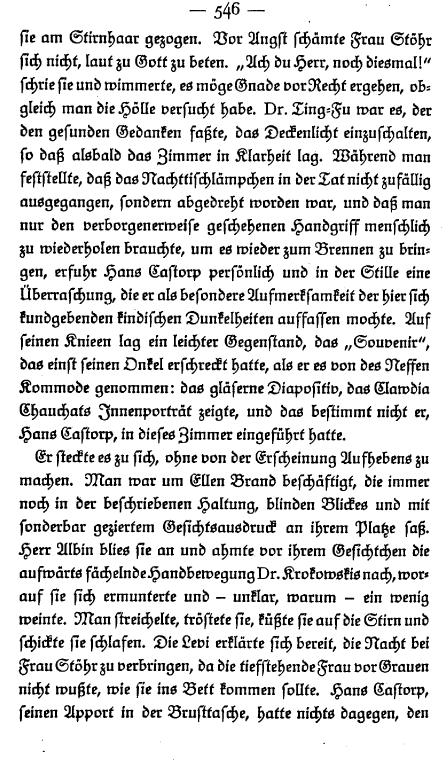 — 546 —
sie am Stirnhaar gezogen. Vor Angst schämte Frau Stöhr
sich nicht, laut zu Gott zu beten. „Ach du Herr, noch diesmal!“
schrie sie und wimmerte, es möge Gnade vor Recht ergehen, ob-
gleich man die Hölle versucht habe. Dr. Ting-Fu war es, der
den gesunden Gedanken faßte, das Deckenlicht einzuschalten,
so daß alsbald das Zimmer in Klarheit lag. Während man
feststellte, daß das Nachttischlämpchen in der Tat nicht zufällig
ausgegangen, sondern abgedreht worden war, und daß man
nur den verborgenerweise geschehenen Handgriff menschlich
zu wiederholen brauchte, um es wieder zum Brennen zu brin-
gen, erfuhr Hans Castorp persönlich und in der Stille eine
Überraschung, die er als besondere Aufmerksamkeit der hier sich
kundgebenden kindischen Dunkelheiten auffassen mochte. Auf
seinen Knieen lag ein leichter Gegenstand, das „Souvenir“,
das einst seinen Onkel erschreckt hatte, als er es von des Neffen
Kommode genommen: das gläserne Diapositiv, das Clawdia
Chauchats Innenporträt zeigte, und das bestimmt nicht er,
Hans Castorp, in dieses Zimmer eingeführt hatte.
Er steckte es zu sich, ohne von der Erscheinung Aufhebens zu
machen. Man war um Ellen Brand beschäftigt, die immer
noch in der beschriebenen Haltung, blinden Blickes und mit
sonderbar geziertem Gesichtsausdruck an ihrem Platze saß.
Herr Albin blies sie an und ahmte vor ihrem Gesichtchen die
aufwärts fächelnde Handbewegung Dr. Krokowskis nach, wor-
auf sie sich ermunterte und – unklar, warum – ein wenig
weinte. Man streichelte, tröstete sie, küßte sie auf die Stirn und
schickte sie schlafen. Die Levi erklärte sich bereit, die Nacht bei
Frau Stöhr zu verbringen, da die tiefstehende Frau vor Grauen
nicht wußte, wie sie ins Bett kommen sollte. Hans Castorp,
seinen Apport in der Brusttasche, hatte nichts dagegen, den